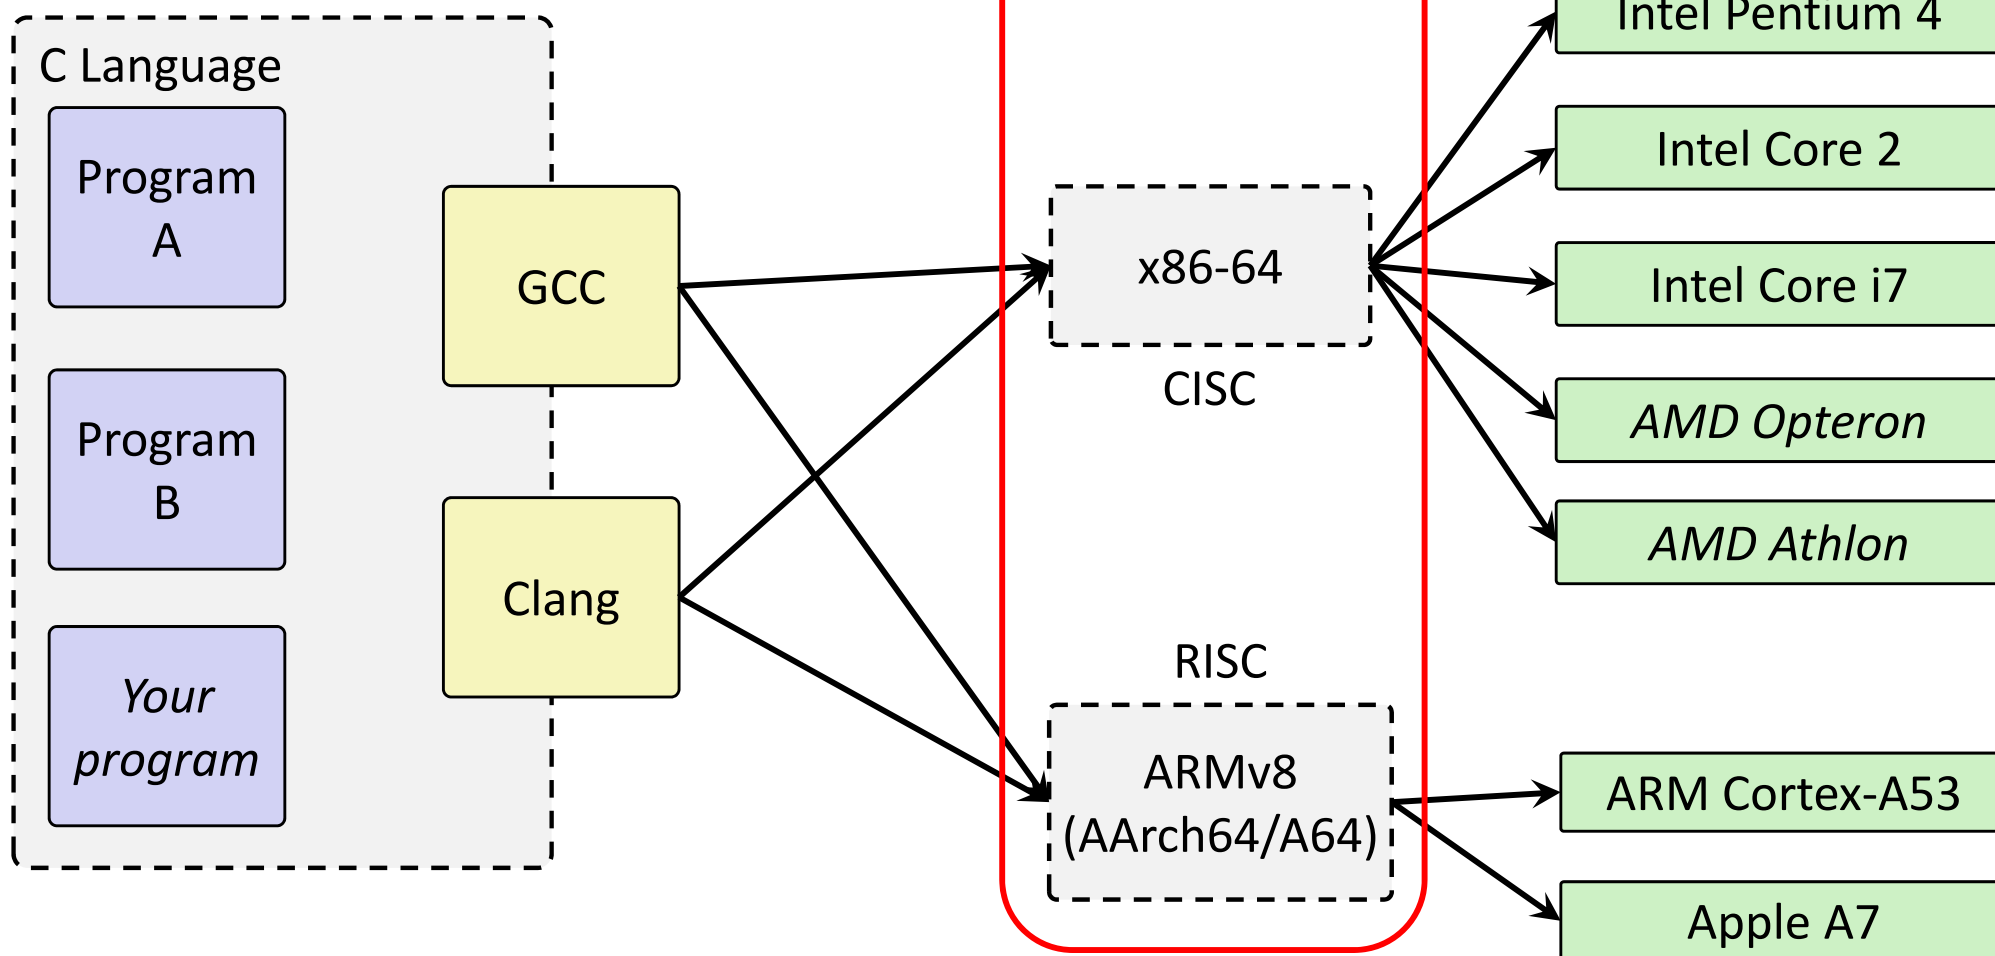 C Language
Program
A
Program
B
Your
program
GCC
Clang
x86-64
CISC
RISC
ARMv8
(AArch64/A64)
Intel Pentium 4
Intel Core 2
Intel Core i7
AMD Opteron
AMD Athlon
ARM Cortex-A53
Apple A7